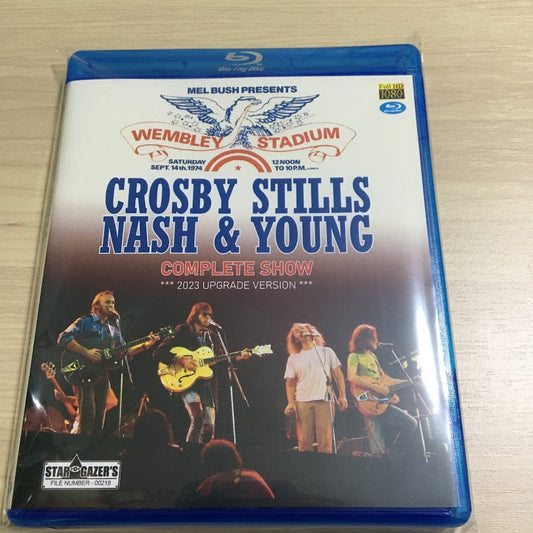 Blu-ray Disc
MEL BUSH PRESENTS
Full HD
1080
WEMBLEY STADIUM
SATURDAY 12 NOON
SEPT. 14th.1974 TO 10 P.M.
CROSBY STILLS
NASH & YOUNG
COMPLETE SHOW
*** 2023 UPGRADE VERSION ***
STAR GAZER'S
FILE NUMBER - 00218